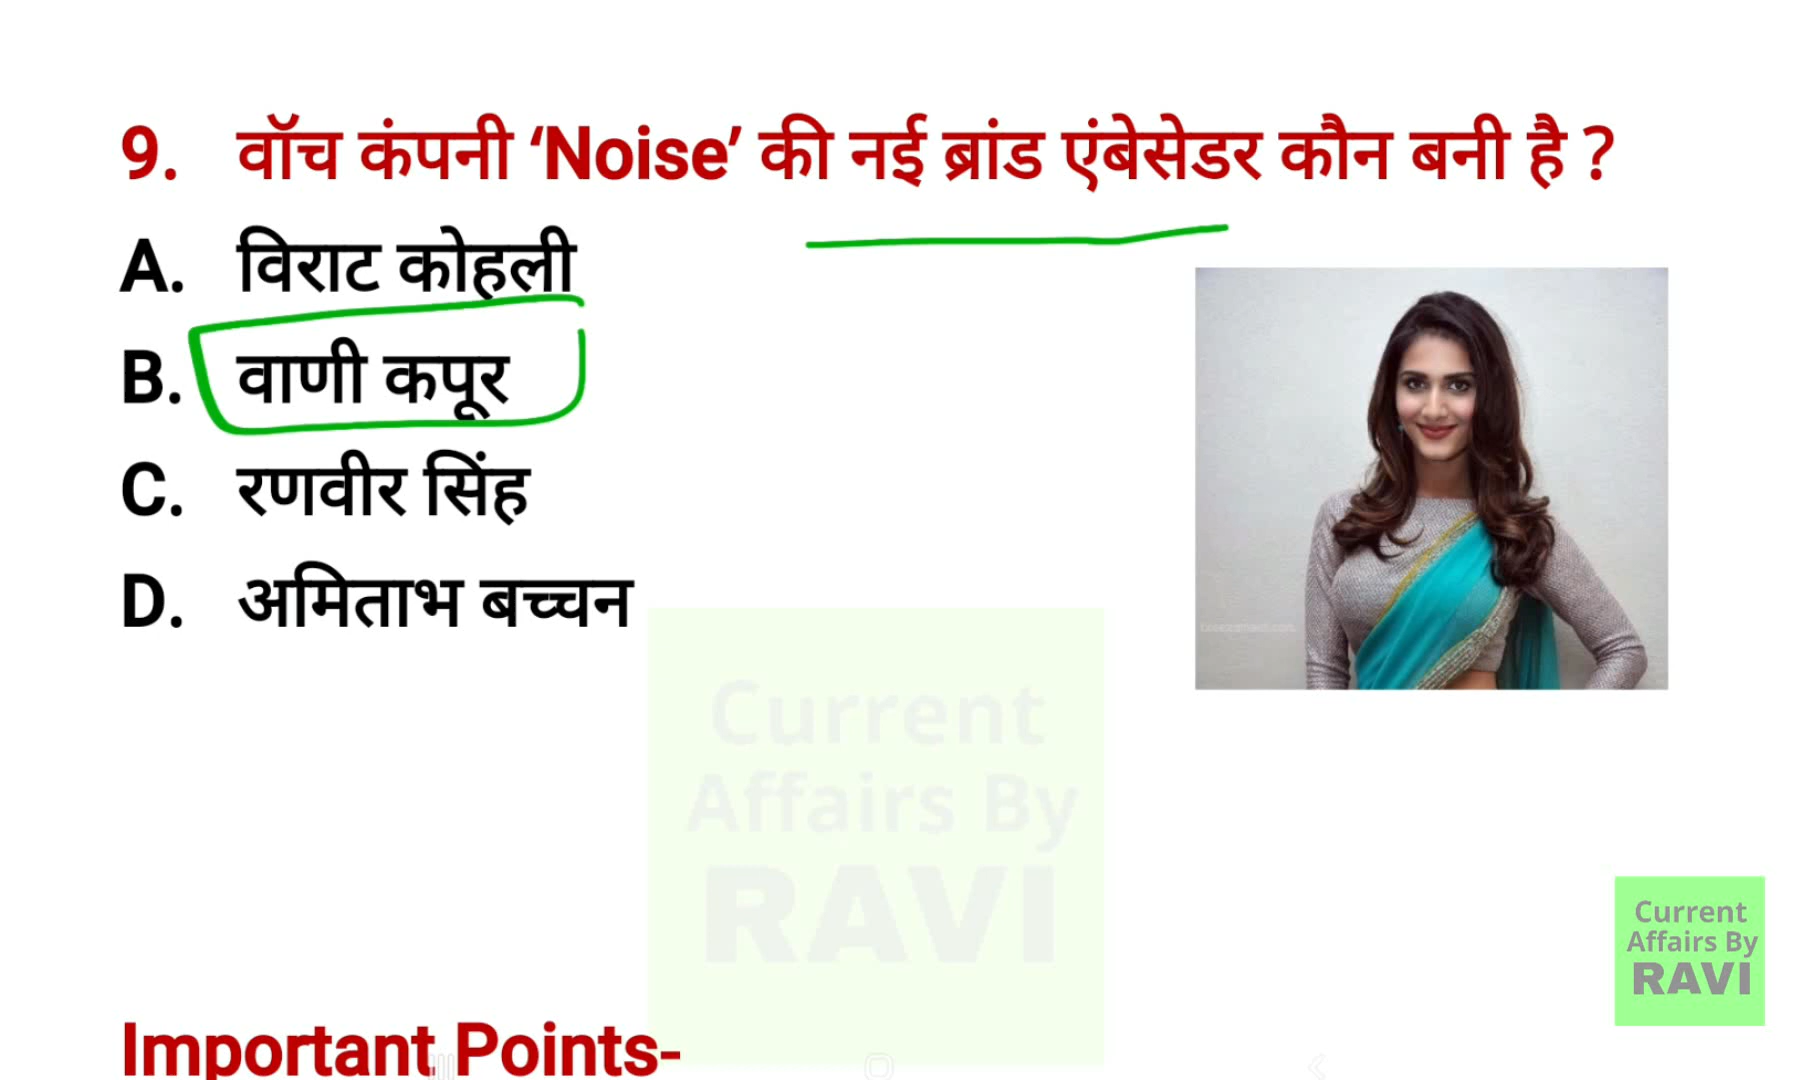 9. वॉच कंपनी ‘Noise’ की नई ब्रांड एंबेसेडर कौन बनी है ?
A. विराट कोहली
B. वाणी कपूर
C. रणवीर सिंह
D. अमिताभ बच्चन
Current
Affairs By
RAVI
Current
Affairs By
RAVI
Important Points-